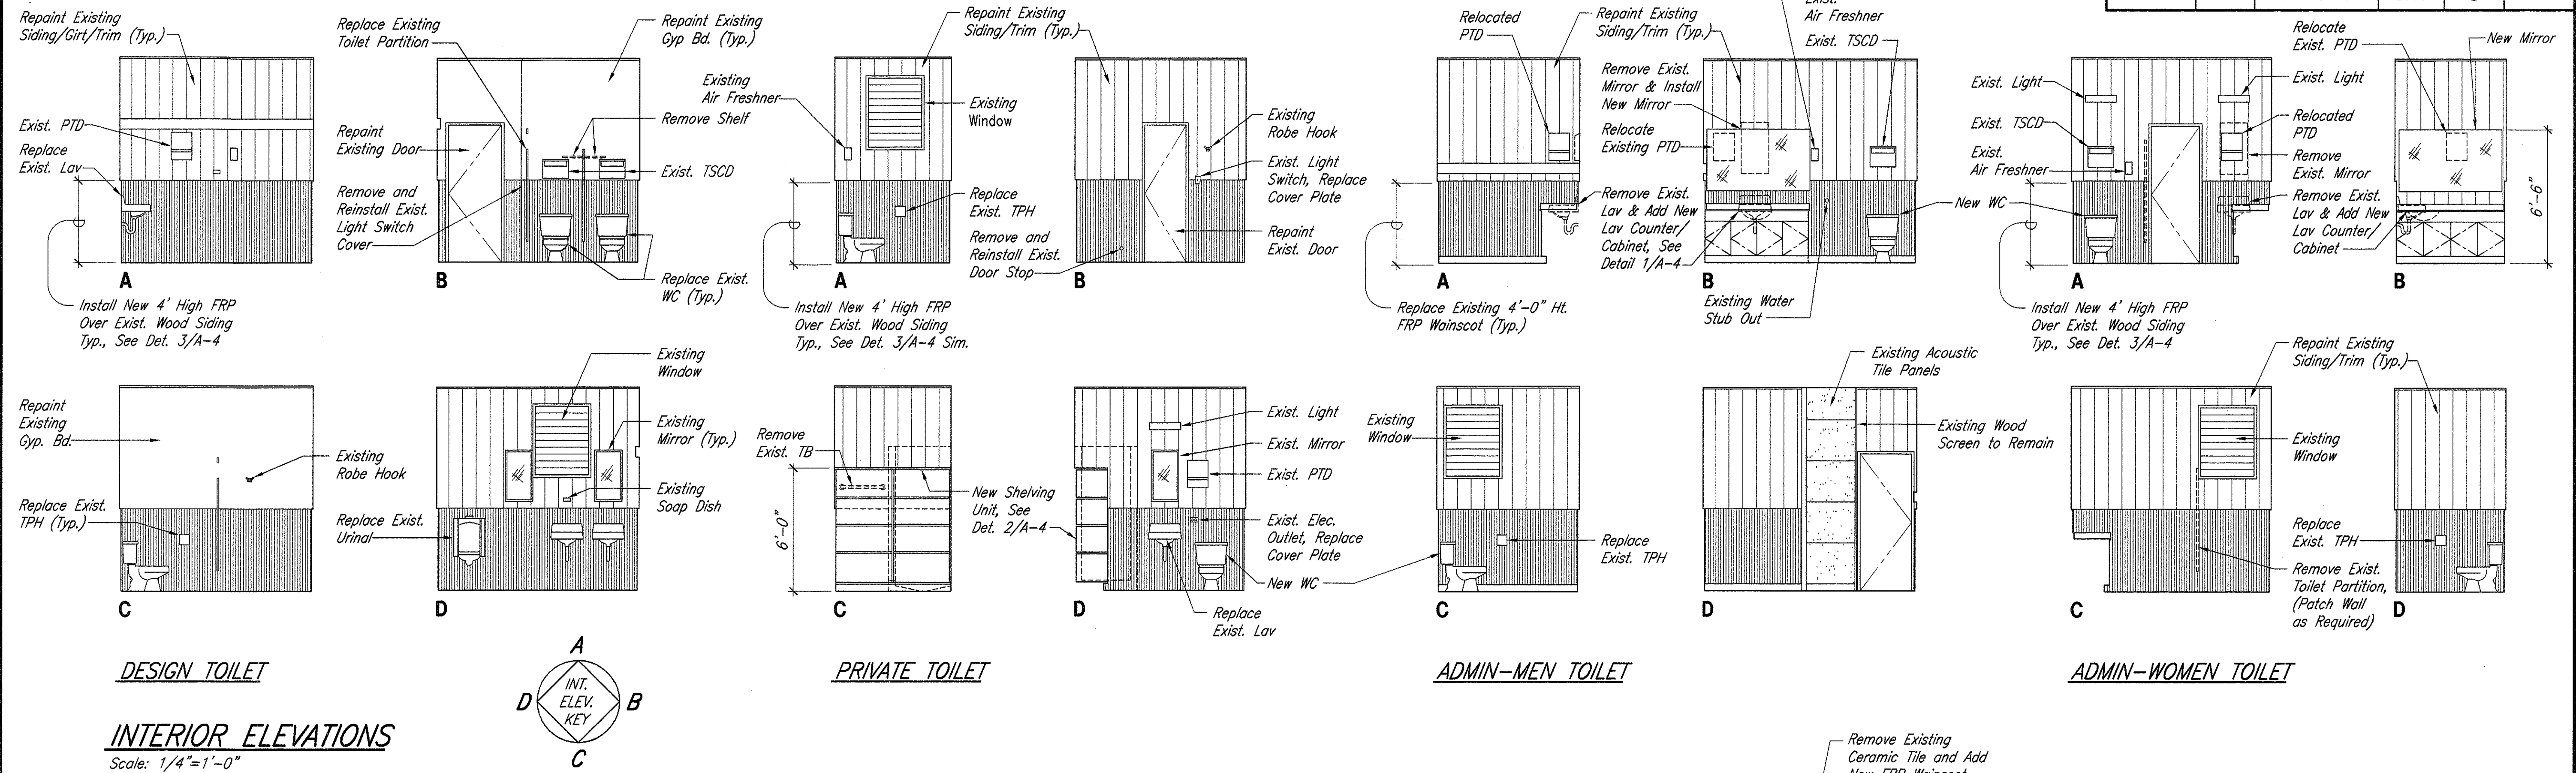 Repaint Existing
Siding/Girt/Trim (Typ.)
Exist. PTD
Replace
Exist. Lav
A
Install New 4' High FRP
Over Exist. Wood Siding
Typ., See Det. 3/A-4
Replace Existing
Toilet Partition
Repaint Existing
Gyp Bd. (Typ.)
Repaint
Existing Door
Remove Shelf
Exist. TSCD
Remove and
Reinstall Exist.
Light Switch
Cover
B
Replace Exist.
WC (Typ.)
Repaint
Existing
Gyp. Bd.
Existing
Robe Hook
Replace Exist.
TPH (Typ.)
C
Existing
Window
Existing
Mirror (Typ.)
Existing
Soap Dish
Replace Exist.
Urinal
D
DESIGN TOILET
Repaint Existing
Siding/Trim (Typ.)
Existing
Air Freshner
Existing
Window
Replace
Exist. TPH
A
Install New 4' High FRP
Over Exist. Wood Siding
Typ., See Det. 3/A-4 Sim.
Existing
Robe Hook
Exist. Light
Switch, Replace
Cover Plate
Remove and
Reinstall Exist.
Door Stop
Repaint
Exist. Door
B
Remove
Exist. TB
6'-0"
New Shelving
Unit, See
Det. 2/A-4
C
Exist. Light
Exist. Mirror
Exist. PTD
Exist. Elec.
Outlet, Replace
Cover Plate
New WC
Replace
Exist. Lav
D
PRIVATE TOILET
Relocated
PTD
Repaint Existing
Siding/Trim (Typ.)
A
Replace Existing 4'-0" Ht.
FRP Wainscot (Typ.)
Exist.
Air Freshner
Exist. TSCD
Remove Exist.
Mirror & Install
New Mirror
Relocate
Existing PTD
Remove Exist.
Lav & Add New
Lav Counter/
Cabinet, See
Detail 1/A-4
New WC
B
Existing Water
Stub Out
Existing
Window
Replace
Exist. TPH
C
Existing Acoustic
Tile Panels
Existing Wood
Screen to Remain
D
ADMIN-MEN TOILET
Exist. Light
Exist. TSCD
Exist.
Air Freshner
A
Install New 4' High FRP
Over Exist. Wood Siding
Typ., See Det. 3/A-4
Relocate
Exist. PTD
New Mirror
Exist. Light
Relocated
PTD
Remove
Exist. Mirror
Remove Exist.
Lav & Add New
Lav Counter/
Cabinet
6'-6"
B
Repaint Existing
Siding/Trim (Typ.)
Existing
Window
Replace
Exist. TPH
Remove Exist.
Toilet Partition,
(Patch Wall
as Required)
C
D
ADMIN-WOMEN TOILET
A
D
INT.
ELEV.
KEY
B
C
INTERIOR ELEVATIONS
Scale: 1/4"=1'-0"
Remove Existing
Ceramic Tile and Add
New FRP Wainscot